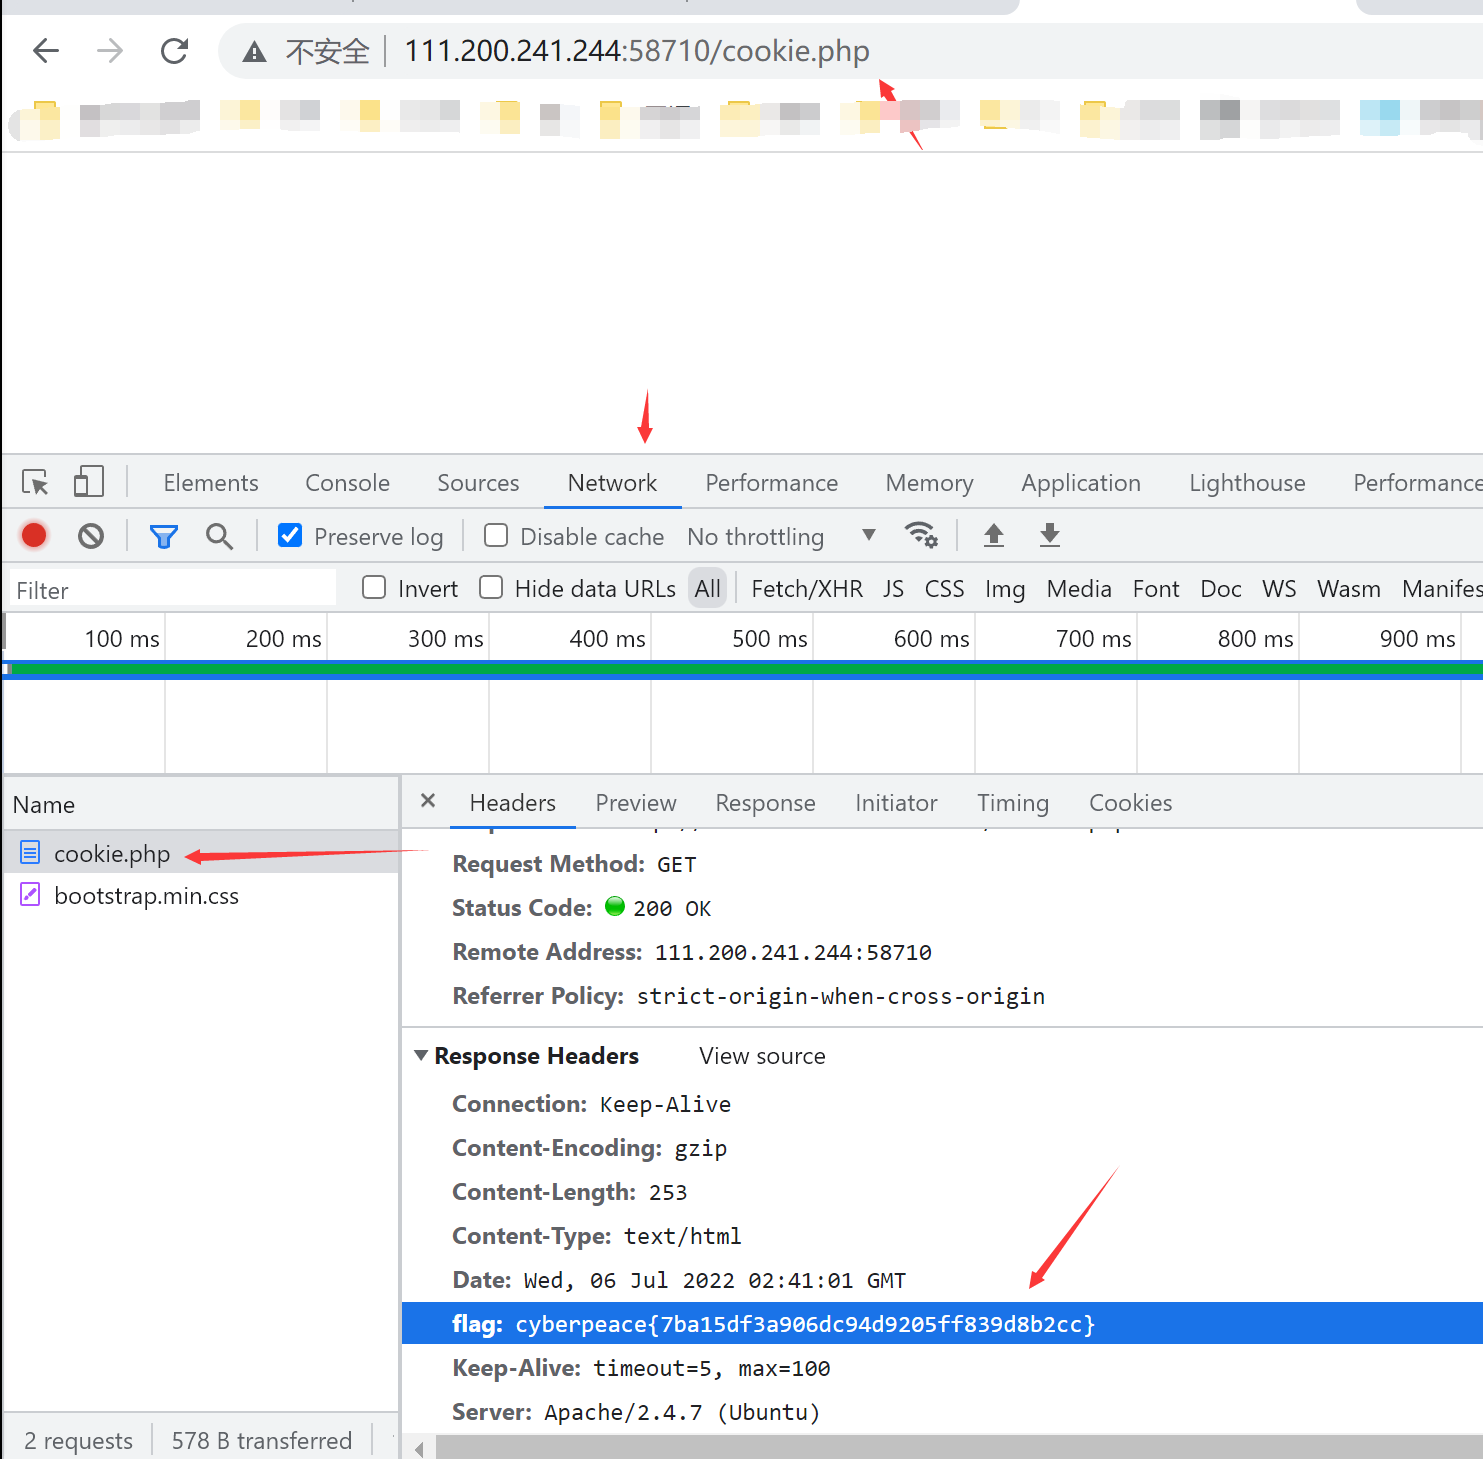 不安全 111.200.241.244:58710/cookie.php
Elements Console Sources Network Performance Memory Application Lighthouse Performance
Preserve log Disable cache No throttling
Filter Invert Hide data URLs All Fetch/XHR JS CSS Img Media Font Doc WS Wasm Manifes
100 ms 200 ms 300 ms 400 ms 500 ms 600 ms 700 ms 800 ms 900 ms
Name
cookie.php
bootstrap.min.css
2 requests 578 B transferred
Headers Preview Response Initiator Timing Cookies
Request Method: GET
Status Code: 200 OK
Remote Address: 111.200.241.244:58710
Referrer Policy: strict-origin-when-cross-origin
Response Headers View source
Connection: Keep-Alive
Content-Encoding: gzip
Content-Length: 253
Content-Type: text/html
Date: Wed, 06 Jul 2022 02:41:01 GMT
flag: cyberpeace{7ba15df3a906dc94d9205ff839d8b2cc}
Keep-Alive: timeout=5, max=100
Server: Apache/2.4.7 (Ubuntu)